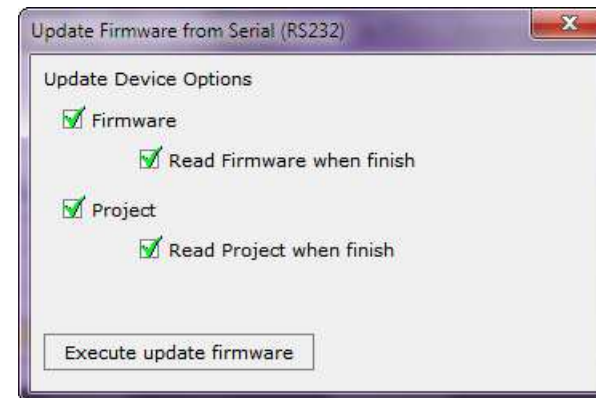 Update Firmware from Serial (RS232)
Update Device Options
Firmware
Read Firmware when finish
Project
Read Project when finish
Execute update firmware